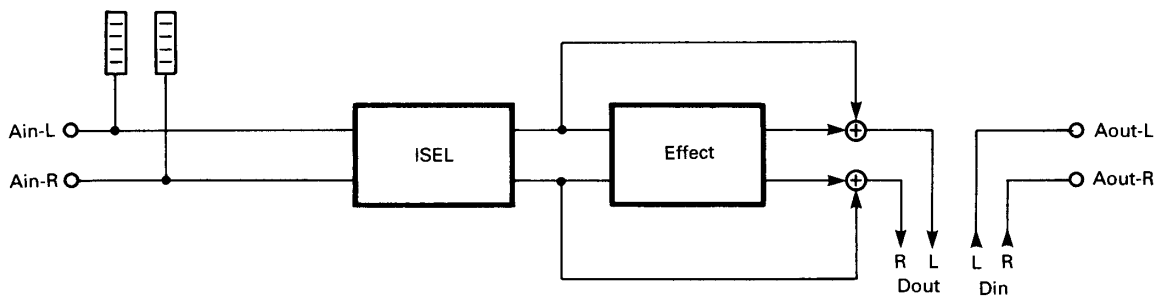 Ain-L
Ain-R
ISEL
Effect
Aout-L
Aout-R
R L
Dout
L R
Din